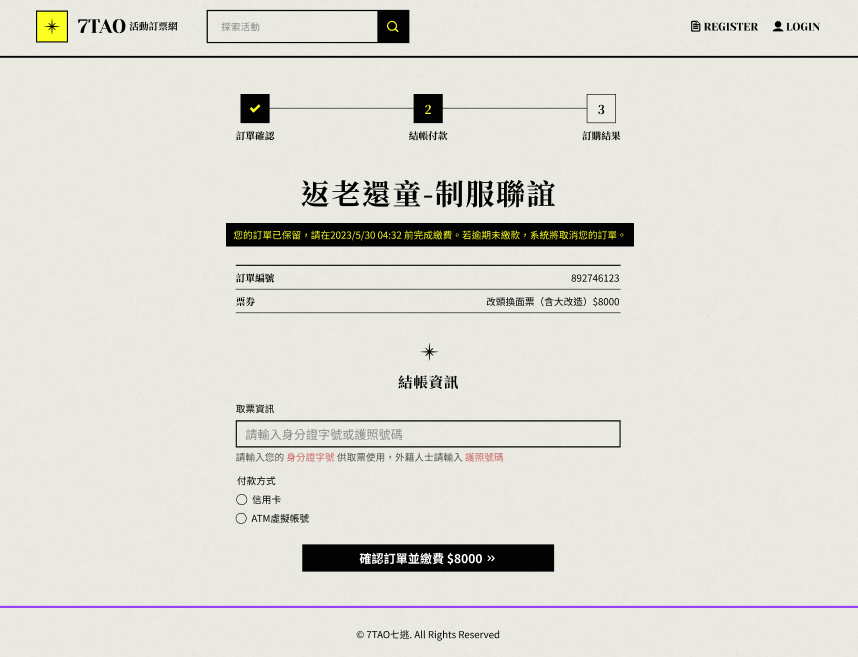 7TAO 活動訂票網
探索活動
REGISTER
LOGIN
2
3
訂單確認
結帳付款
訂購結果
返老還童-制服聯誼
您的訂單已保留，請在2023/5/30 04:32 前完成繳費。若逾期未繳款，系統將取消您的訂單。
訂單編號 892746123
票券 改頭換面票（含大改造）$8000
結帳資訊
取票資訊
請輸入身分證字號或護照號碼
請輸入您的 身分證字號 供取票使用，外籍人士請輸入 護照號碼
付款方式
信用卡
ATM虛擬帳號
確認訂單並繳費 $8000 »
© 7TAO七逃. All Rights Reserved